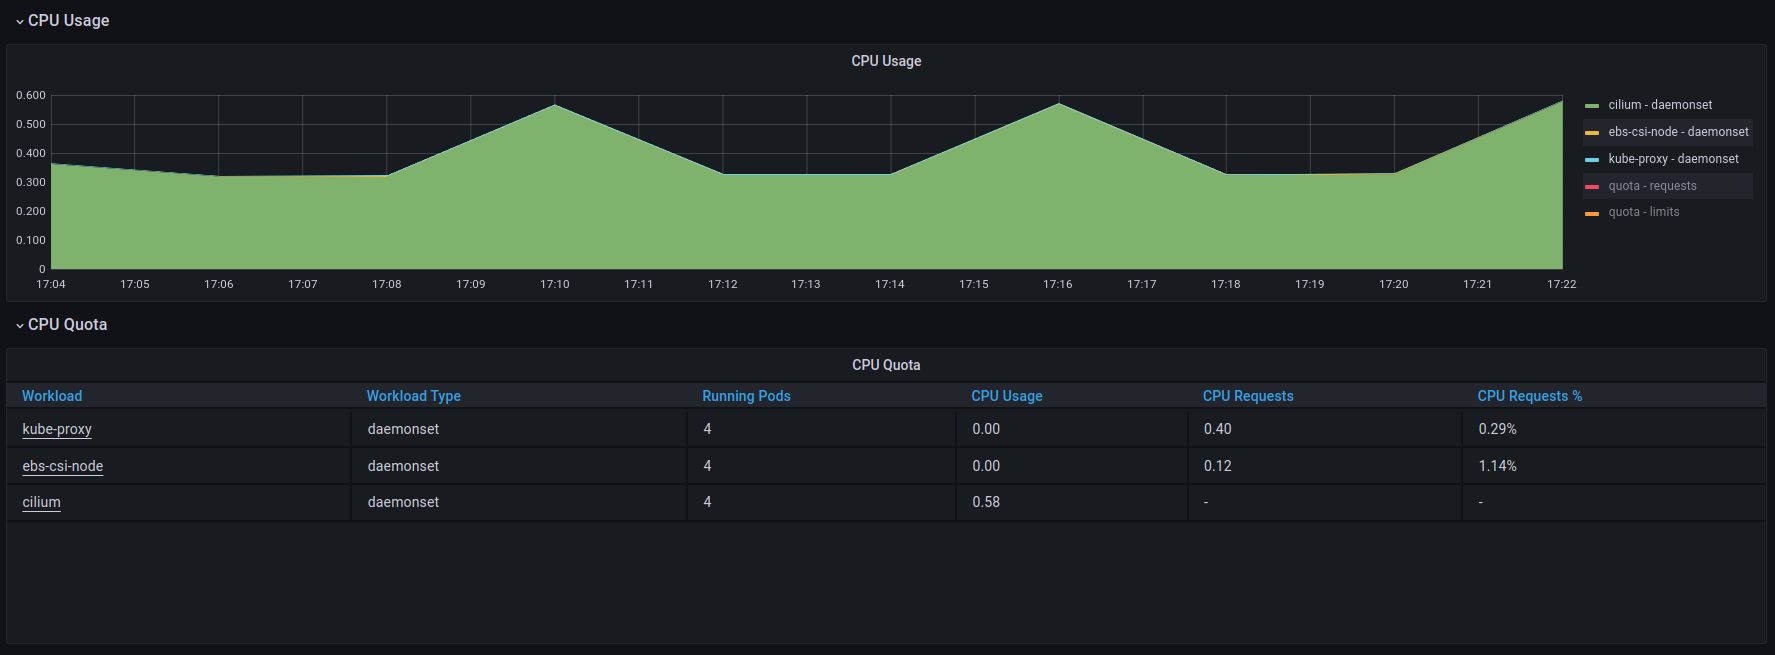 CPU Usage
CPU Usage
0.600
0.500
0.400
0.300
0.200
0.100
0
17:04 17:05 17:06 17:07 17:08 17:09 17:10 17:11 17:12 17:13 17:14 17:15 17:16 17:17 17:18 17:19 17:20 17:21 17:22
cilium - daemonset
ebs-csi-node - daemonset
kube-proxy - daemonset
quota - requests
quota - limits
CPU Quota
CPU Quota
Workload Workload Type Running Pods CPU Usage CPU Requests CPU Requests %
kube-proxy daemonset 4 0.00 0.40 0.29%
ebs-csi-node daemonset 4 0.00 0.12 1.14%
cilium daemonset 4 0.58 - -